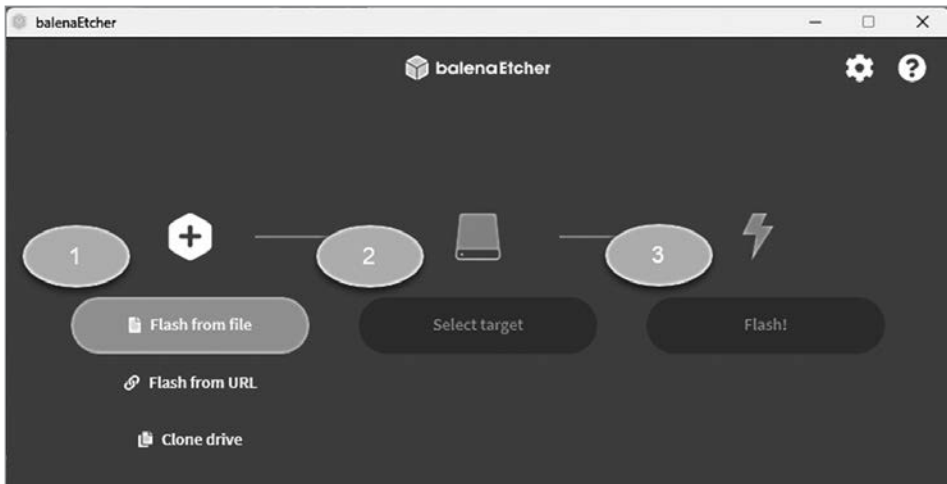 balenaEtcher
balenaEtcher
1
2
3
Flash from file
Select target
Flash!
Flash from URL
Clone drive